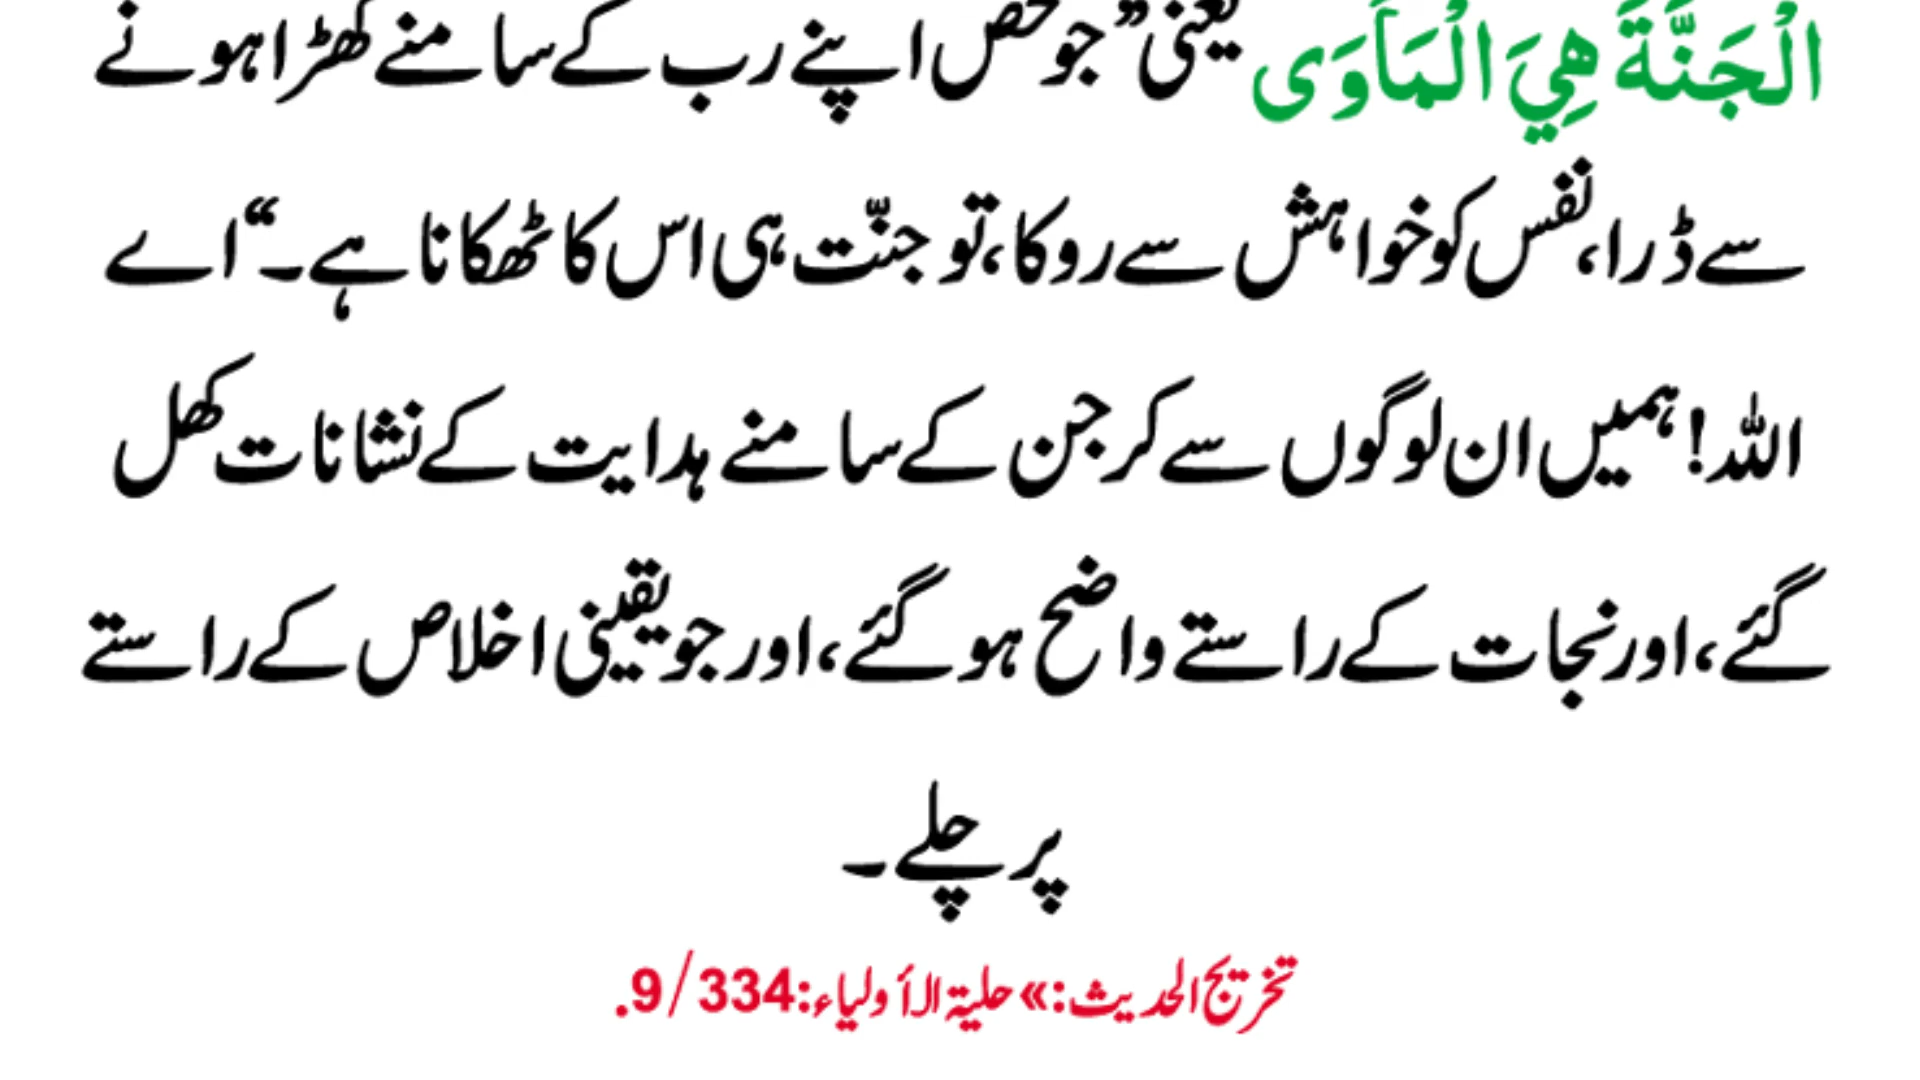 الْجَنَّةَ هِيَ الْمَأْوَى یعنی ”جو شخص اپنے رب کے سامنے کھڑا ہونے
سے ڈرا، نفس کو خواہش سے روکا، تو جنّت ہی اس کا ٹھکانا ہے۔“ اے
اللہ! ہمیں ان لوگوں سے کر جن کے سامنے ہدایت کے نشانات کھل
گئے، اور نجات کے راستے واضح ہو گئے، اور جو یقینی اخلاص کے راستے
پر چلے۔
تخریج الحدیث: » حلیۃ الأولیاء: 334/9.